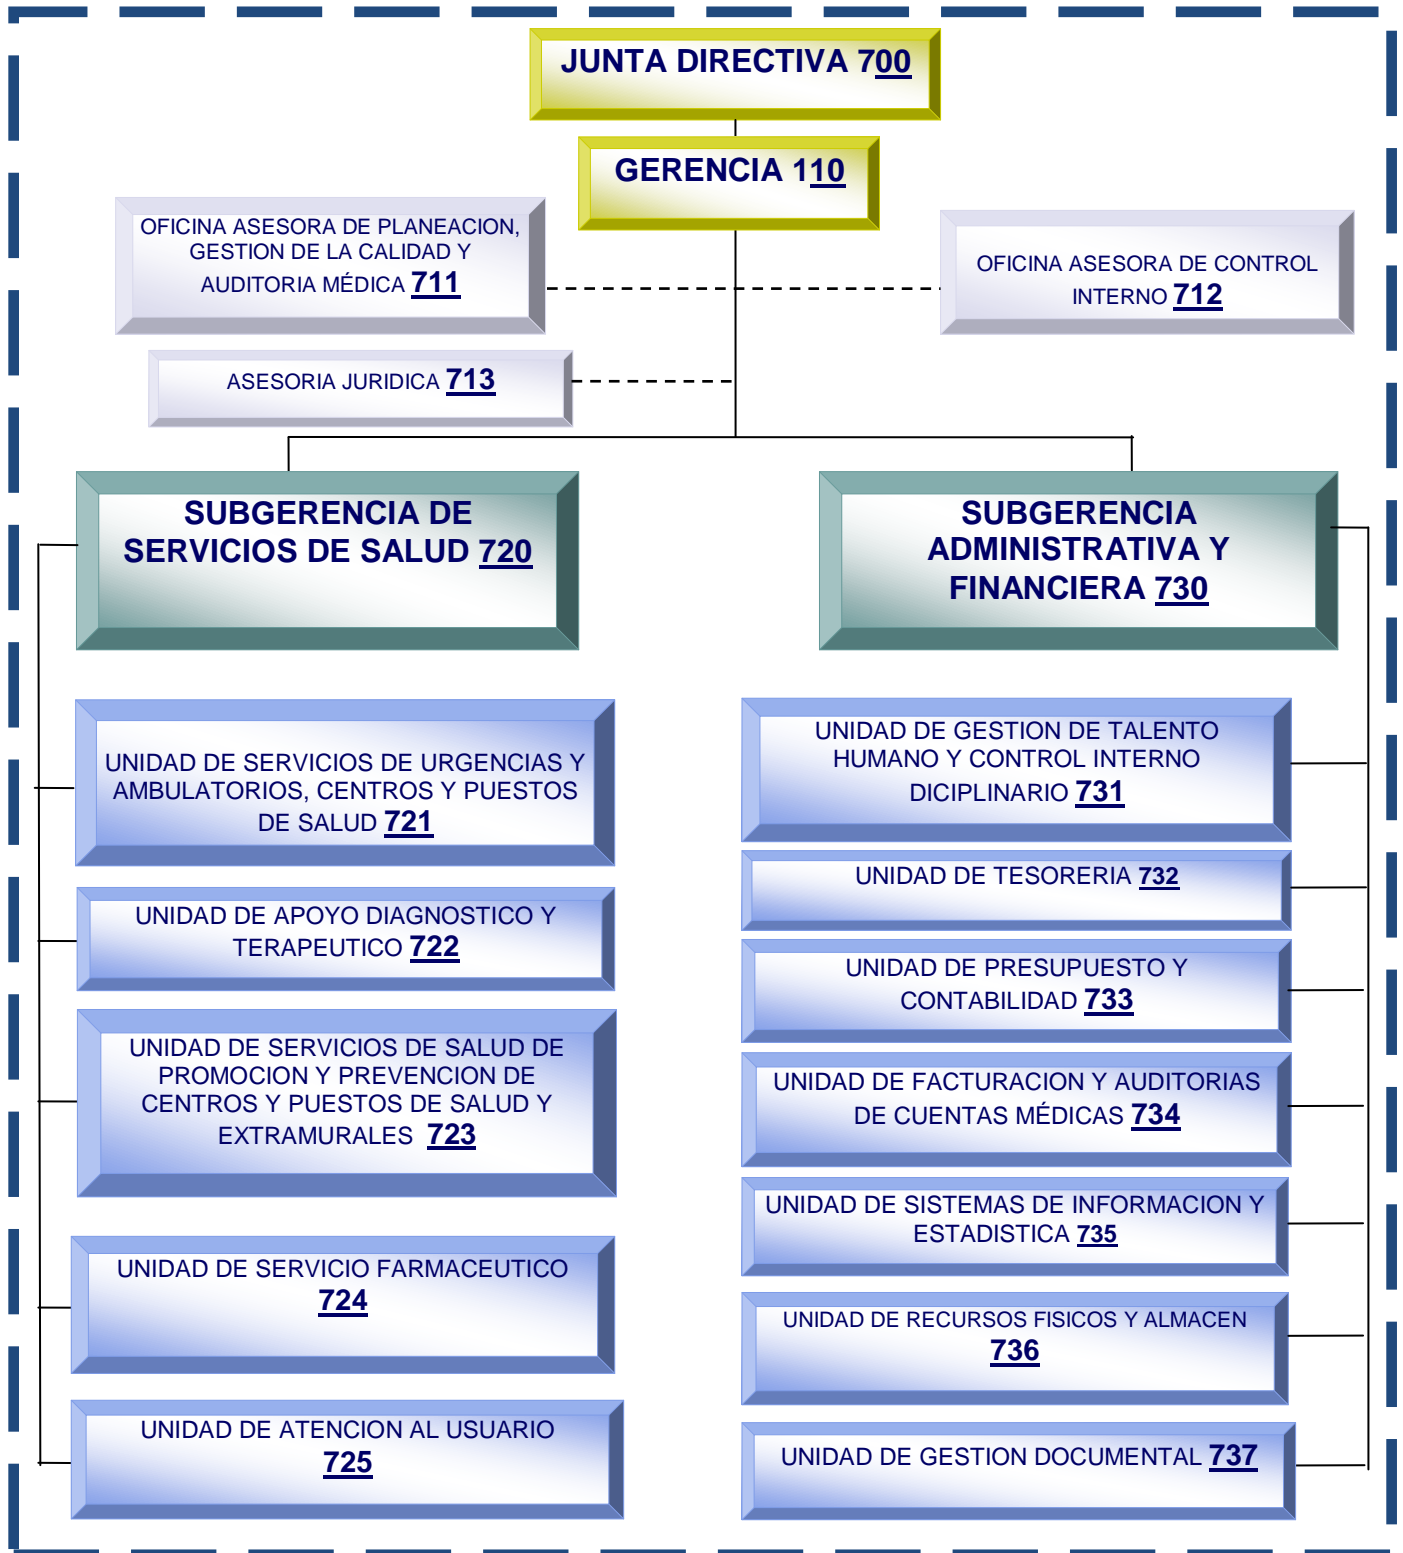 JUNTA DIRECTIVA 700
GERENCIA 110
OFICINA ASESORA DE PLANEACION,
GESTION DE LA CALIDAD Y
AUDITORIA MÉDICA 711
OFICINA ASESORA DE CONTROL
INTERNO 712
ASESORIA JURIDICA 713
SUBGERENCIA DE
SERVICIOS DE SALUD 720
SUBGERENCIA
ADMINISTRATIVA Y
FINANCIERA 730
UNIDAD DE SERVICIOS DE URGENCIAS Y
AMBULATORIOS, CENTROS Y PUESTOS
DE SALUD 721
UNIDAD DE APOYO DIAGNOSTICO Y
TERAPEUTICO 722
UNIDAD DE SERVICIOS DE SALUD DE
PROMOCION Y PREVENCION DE
CENTROS Y PUESTOS DE SALUD Y
EXTRAMURALES 723
UNIDAD DE SERVICIO FARMACEUTICO
724
UNIDAD DE ATENCION AL USUARIO
725
UNIDAD DE GESTION DE TALENTO
HUMANO Y CONTROL INTERNO
DICIPLINARIO 731
UNIDAD DE TESORERIA 732
UNIDAD DE PRESUPUESTO Y
CONTABILIDAD 733
UNIDAD DE FACTURACION Y AUDITORIAS
DE CUENTAS MÉDICAS 734
UNIDAD DE SISTEMAS DE INFORMACION Y
ESTADISTICA 735
UNIDAD DE RECURSOS FISICOS Y ALMACEN
736
UNIDAD DE GESTION DOCUMENTAL 737